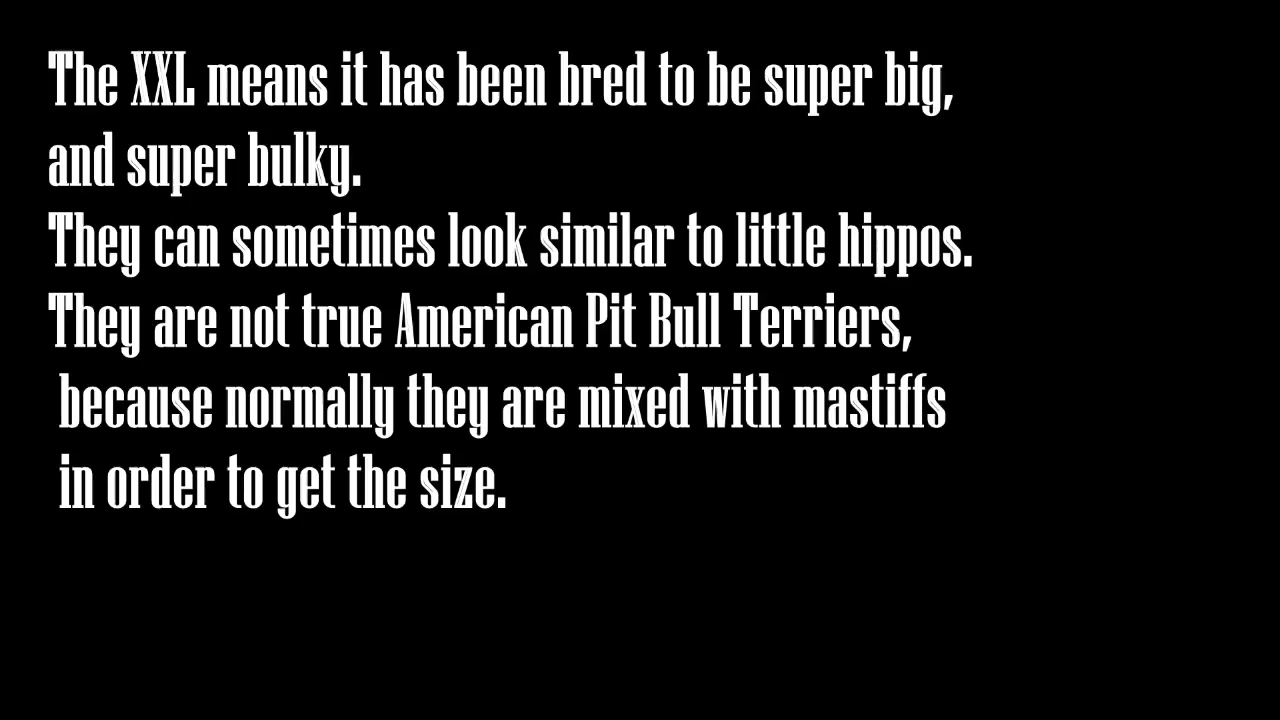 The XXL means it has been bred to be super big,
and super bulky.
They can sometimes look similar to little hippos.
They are not true American Pit Bull Terriers,
because normally they are mixed with mastiffs
in order to get the size.